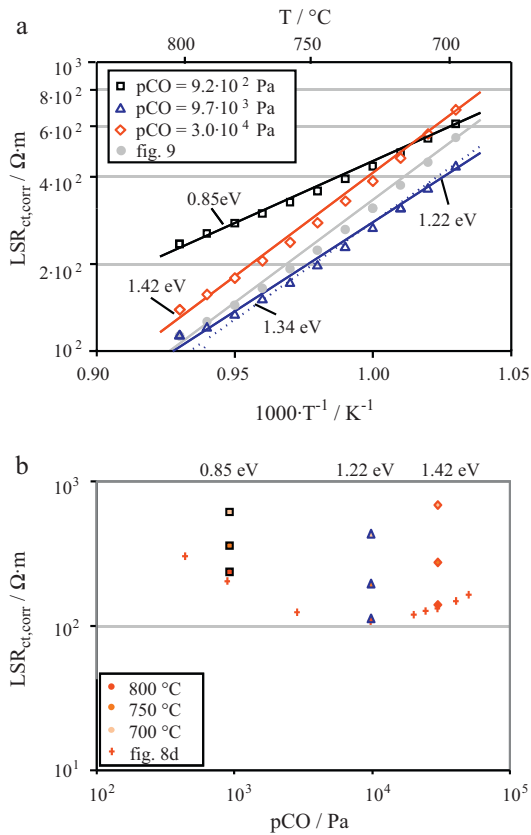 a
T / °C
800 750 700
pCO = 9.2·10² Pa
pCO = 9.7·10³ Pa
pCO = 3.0·10⁴ Pa
fig. 9
10³
8·10²
6·10²
4·10²
2·10²
10²
LSRct,corr / Ω·m
0.85eV
1.22 eV
1.42 eV
1.34 eV
0.90 0.95 1.00 1.05
1000·T⁻¹ / K⁻¹
b
0.85 eV 1.22 eV 1.42 eV
10³
10²
10¹
LSRct,corr / Ω·m
800 °C
750 °C
700 °C
fig. 8d
10² 10³ 10⁴ 10⁵
pCO / Pa